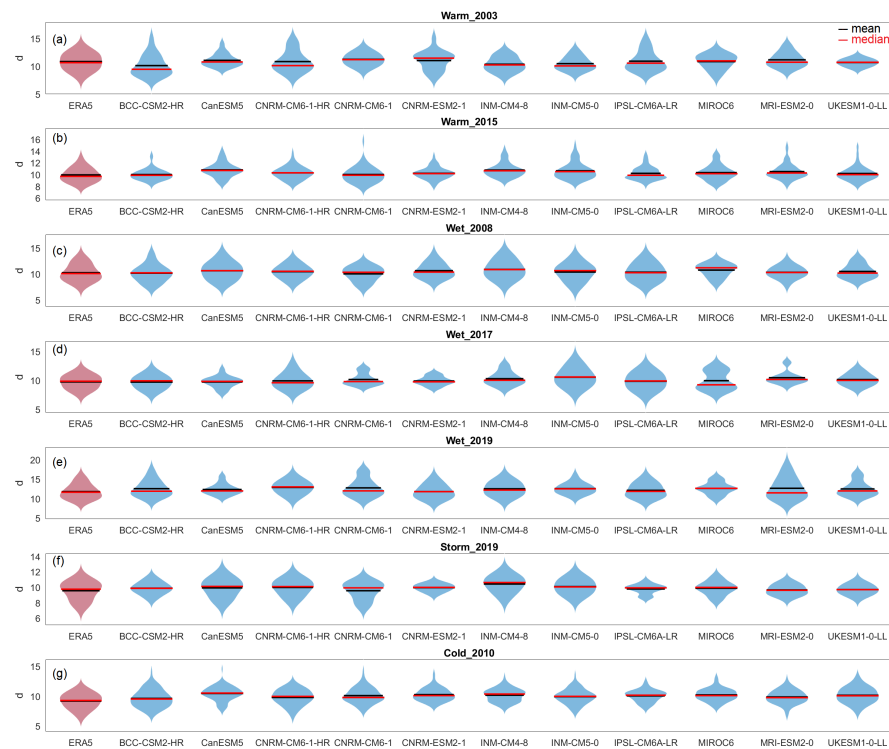 Warm_2003
(a)
mean
median
15
10
5
d
ERA5 BCC-CSM2-HR CanESM5 CNRM-CM6-1-HR CNRM-CM6-1 CNRM-ESM2-1 INM-CM4-8 INM-CM5-0 IPSL-CM6A-LR MIROC6 MRI-ESM2-0 UKESM1-0-LL
Warm_2015
(b)
16
14
12
10
8
6
d
ERA5 BCC-CSM2-HR CanESM5 CNRM-CM6-1-HR CNRM-CM6-1 CNRM-ESM2-1 INM-CM4-8 INM-CM5-0 IPSL-CM6A-LR MIROC6 MRI-ESM2-0 UKESM1-0-LL
Wet_2008
(c)
15
10
5
d
ERA5 BCC-CSM2-HR CanESM5 CNRM-CM6-1-HR CNRM-CM6-1 CNRM-ESM2-1 INM-CM4-8 INM-CM5-0 IPSL-CM6A-LR MIROC6 MRI-ESM2-0 UKESM1-0-LL
Wet_2017
(d)
15
10
5
d
ERA5 BCC-CSM2-HR CanESM5 CNRM-CM6-1-HR CNRM-CM6-1 CNRM-ESM2-1 INM-CM4-8 INM-CM5-0 IPSL-CM6A-LR MIROC6 MRI-ESM2-0 UKESM1-0-LL
Wet_2019
(e)
20
15
10
5
d
ERA5 BCC-CSM2-HR CanESM5 CNRM-CM6-1-HR CNRM-CM6-1 CNRM-ESM2-1 INM-CM4-8 INM-CM5-0 IPSL-CM6A-LR MIROC6 MRI-ESM2-0 UKESM1-0-LL
Storm_2019
(f)
14
12
10
8
6
d
ERA5 BCC-CSM2-HR CanESM5 CNRM-CM6-1-HR CNRM-CM6-1 CNRM-ESM2-1 INM-CM4-8 INM-CM5-0 IPSL-CM6A-LR MIROC6 MRI-ESM2-0 UKESM1-0-LL
Cold_2010
(g)
15
10
5
d
ERA5 BCC-CSM2-HR CanESM5 CNRM-CM6-1-HR CNRM-CM6-1 CNRM-ESM2-1 INM-CM4-8 INM-CM5-0 IPSL-CM6A-LR MIROC6 MRI-ESM2-0 UKESM1-0-LL